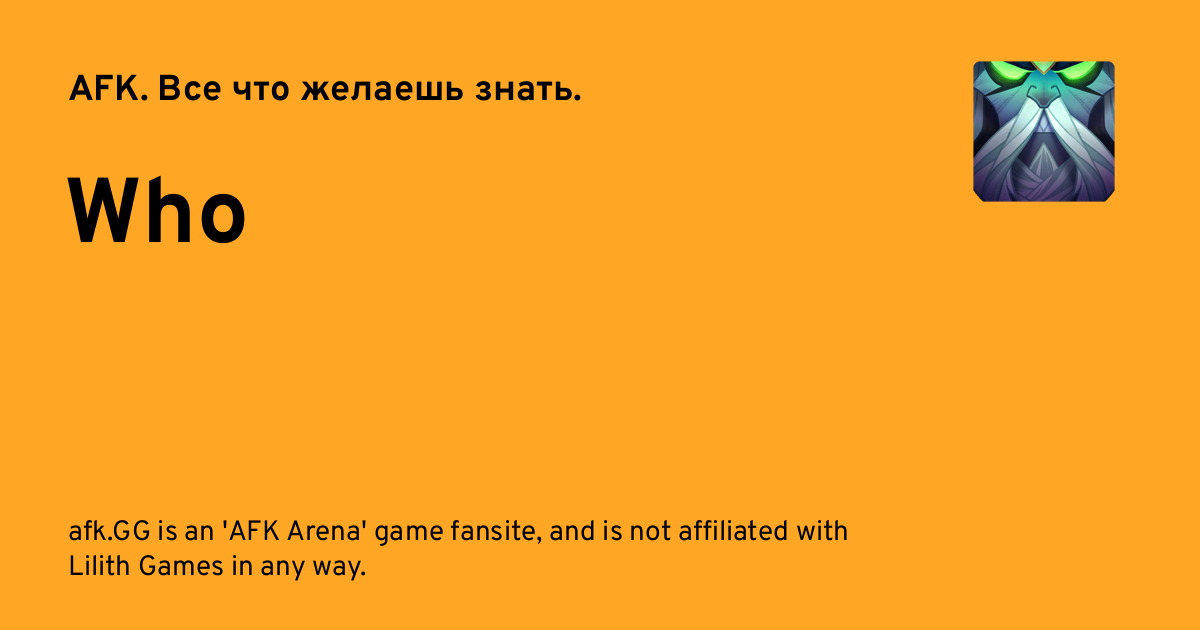 AFK. Все что желаешь знать.
Who
afk.GG is an 'AFK Arena' game fansite, and is not affiliated with
Lilith Games in any way.